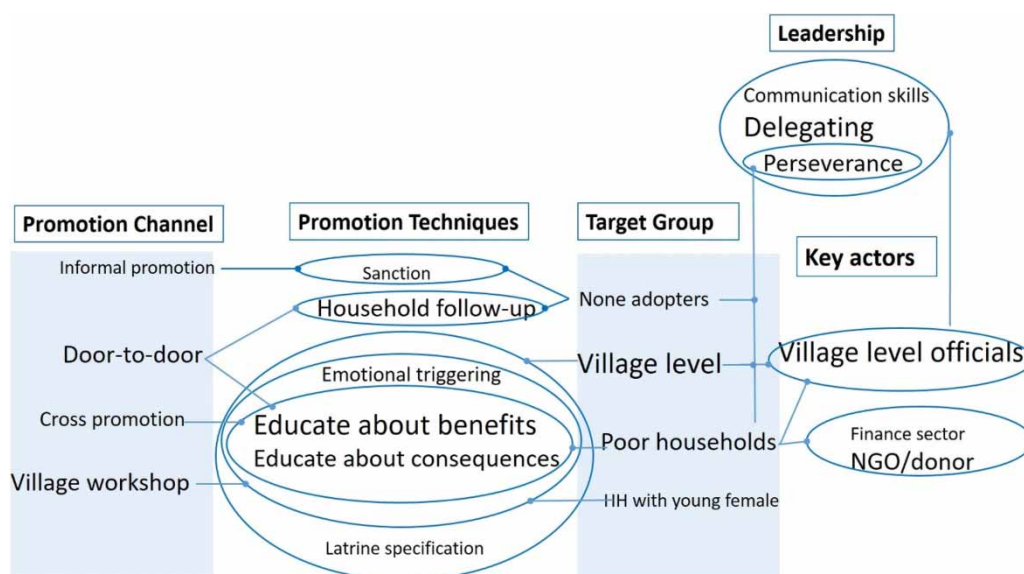 Leadership
Communication skills
Delegating
Perseverance
Promotion Channel
Promotion Techniques
Target Group
Key actors
Informal promotion
Sanction
None adopters
Household follow-up
Door-to-door
Village level
Village level officials
Emotional triggering
Cross promotion
Educate about benefits
Educate about consequences
Poor households
Finance sector
NGO/donor
Village workshop
HH with young female
Latrine specification